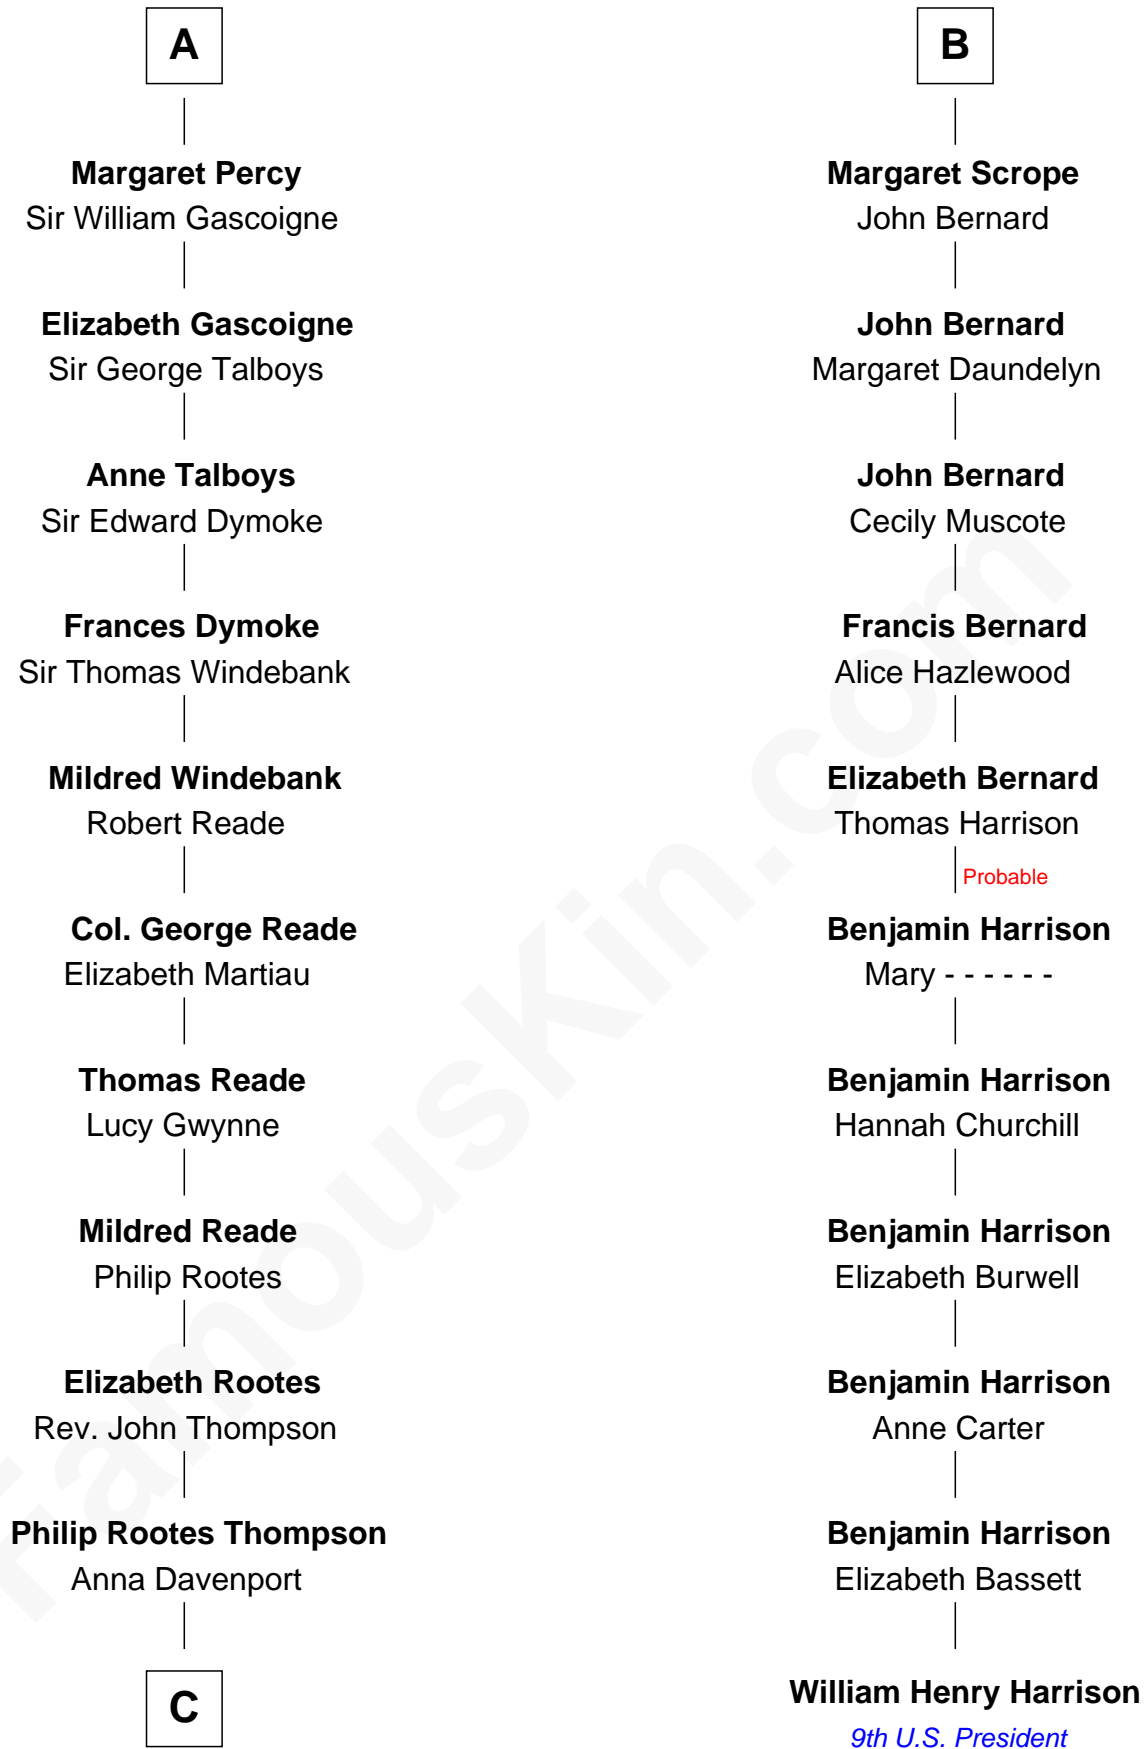 A
Margaret Percy
Sir William Gascoigne
Elizabeth Gascoigne
Sir George Talboys
Anne Talboys
Sir Edward Dymoke
Frances Dymoke
Sir Thomas Windebank
Mildred Windebank
Robert Reade
Col. George Reade
Elizabeth Martiau
Thomas Reade
Lucy Gwynne
Mildred Reade
Philip Rootes
Elizabeth Rootes
Rev. John Thompson
Philip Rootes Thompson
Anna Davenport
C
B
Margaret Scrope
John Bernard
John Bernard
Margaret Daundelyn
John Bernard
Cecily Muscote
Francis Bernard
Alice Hazlewood
Elizabeth Bernard
Thomas Harrison
Probable
Benjamin Harrison
Mary - - - - - -
Benjamin Harrison
Hannah Churchill
Benjamin Harrison
Elizabeth Burwell
Benjamin Harrison
Anne Carter
Benjamin Harrison
Elizabeth Bassett
William Henry Harrison
9th U.S. President
FamousKin.com